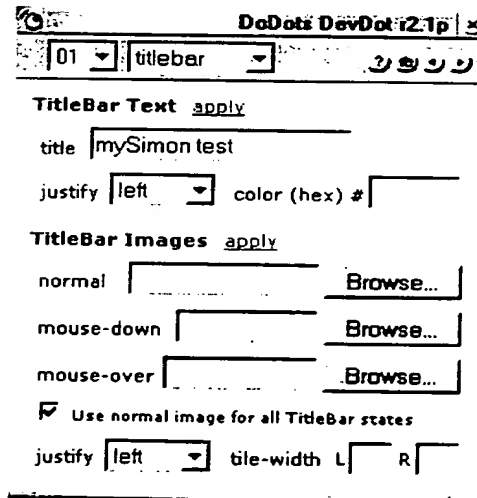 DoDots DevDot r2.1p x
01 titlebar ?
TitleBar Text apply
title mySimon test
justify left color (hex) #
TitleBar Images apply
normal Browse...
mouse-down Browse...
mouse-over Browse...
Use normal image for all TitleBar states
justify left tile-width L R